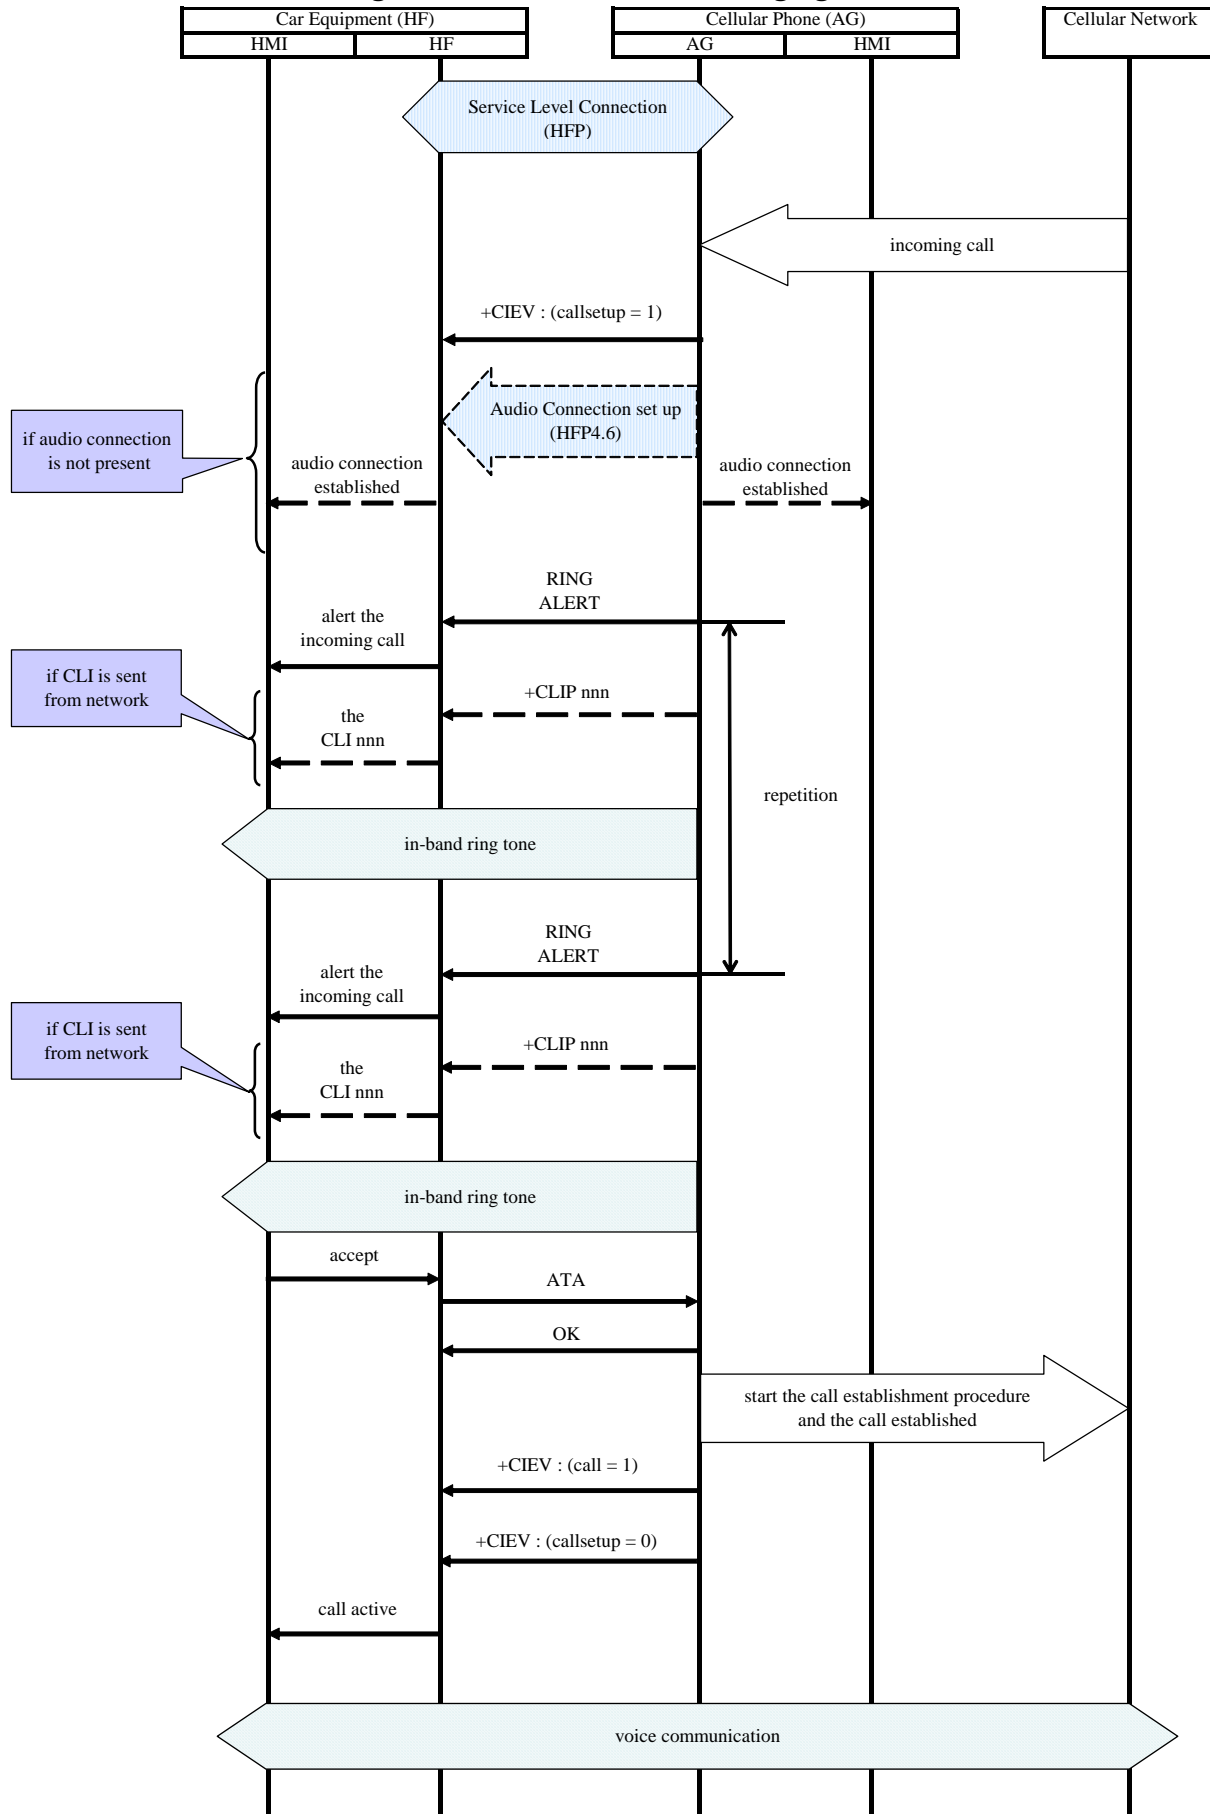 Car Equipment (HF)
Cellular Phone (AG)
Cellular Network
HMI
HF
AG
HMI
Service Level Connection
(HFP)
incoming call
+CIEV : (callsetup = 1)
Audio Connection set up
(HFP4.6)
if audio connection
is not present
audio connection
established
audio connection
established
RING
ALERT
alert the
incoming call
if CLI is sent
from network
+CLIP nnn
the
CLI nnn
repetition
in-band ring tone
RING
ALERT
alert the
incoming call
if CLI is sent
from network
+CLIP nnn
the
CLI nnn
in-band ring tone
accept
ATA
OK
start the call establishment procedure
and the call established
+CIEV : (call = 1)
+CIEV : (callsetup = 0)
call active
voice communication